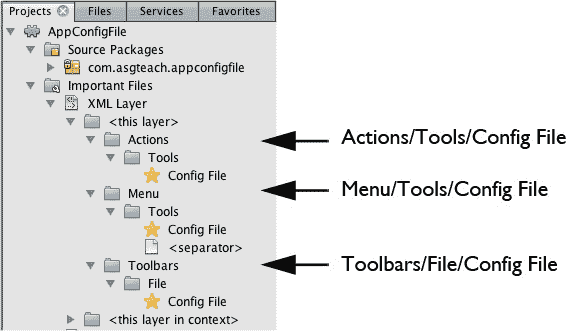 Projects Files Services Favorites
AppConfigFile
Source Packages
com.asgteach.appconfigfile
Important Files
XML Layer
<this layer>
Actions
Actions/Tools/Config File
Tools
Config File
Menu
Menu/Tools/Config File
Tools
Config File
<separator>
Toolbars
Toolbars/File/Config File
File
Config File
<this layer in context>